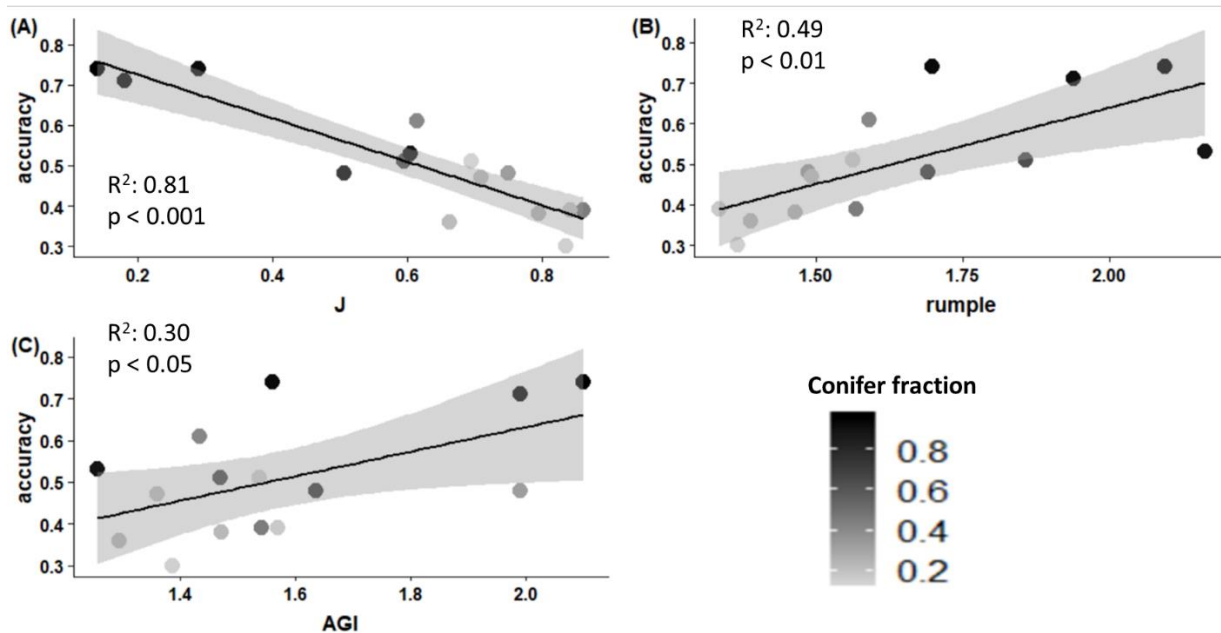 (A)
0.8
0.7
0.6
0.5
0.4
0.3
accuracy
R²: 0.81
p < 0.001
0.2 0.4 0.6 0.8
J
(B)
0.8
0.7
0.6
0.5
0.4
0.3
accuracy
R²: 0.49
p < 0.01
1.50 1.75 2.00
rumple
(C)
0.8
0.7
0.6
0.5
0.4
0.3
accuracy
R²: 0.30
p < 0.05
1.4 1.6 1.8 2.0
AGI
Conifer fraction
0.8
0.6
0.4
0.2